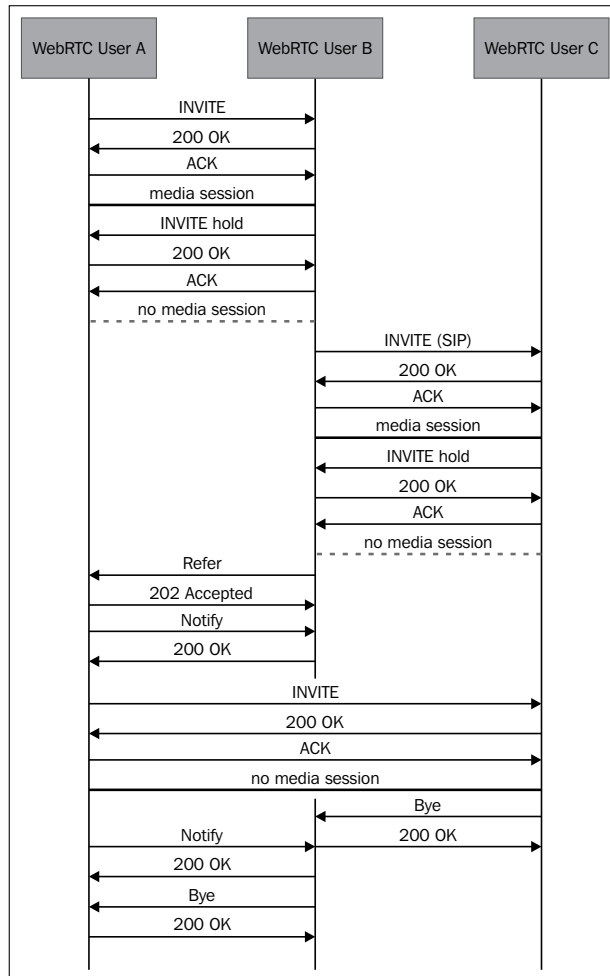 WebRTC User A WebRTC User B WebRTC User C
INVITE
200 OK
ACK
media session
INVITE hold
200 OK
ACK
no media session
INVITE (SIP)
200 OK
ACK
media session
INVITE hold
200 OK
ACK
no media session
Refer
202 Accepted
Notify
200 OK
INVITE
200 OK
ACK
no media session
Bye
Notify 200 OK
200 OK
Bye
200 OK